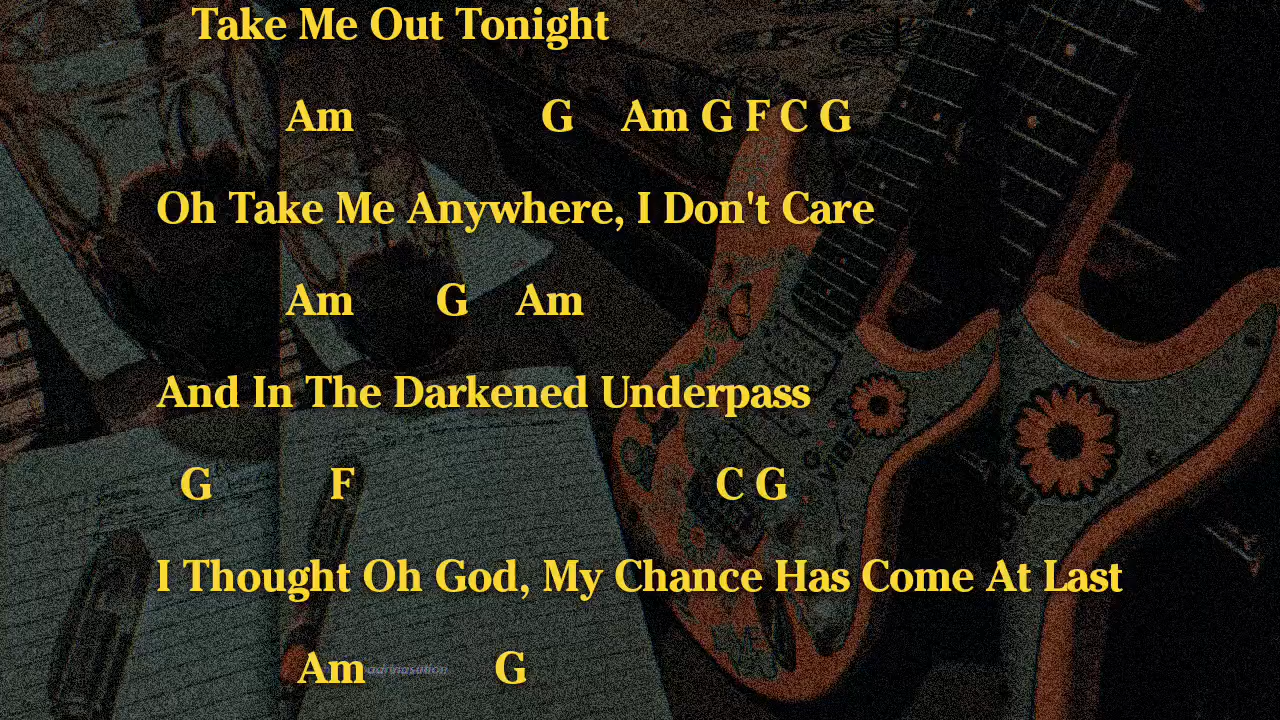 Take Me Out Tonight
Am G Am G F C G
Oh Take Me Anywhere, I Don't Care
Am G Am
And In The Darkened Underpass
G F C G
I Thought Oh God, My Chance Has Come At Last
Am G